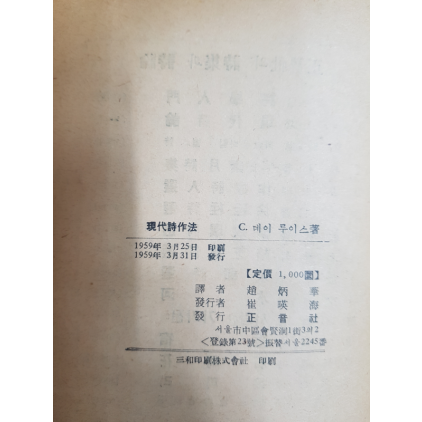 現代詩作法 C. 데이 루이스著
1959年 3月25日 印刷
1959年 3月31日 發行
【定價 1,000圜】
譯者 趙炳華
發行者 崔暎海
發行 正音社
서울市中區會賢洞1街3의2
<登錄第23號>振替서울2245番
三和印刷株式會社 印刷